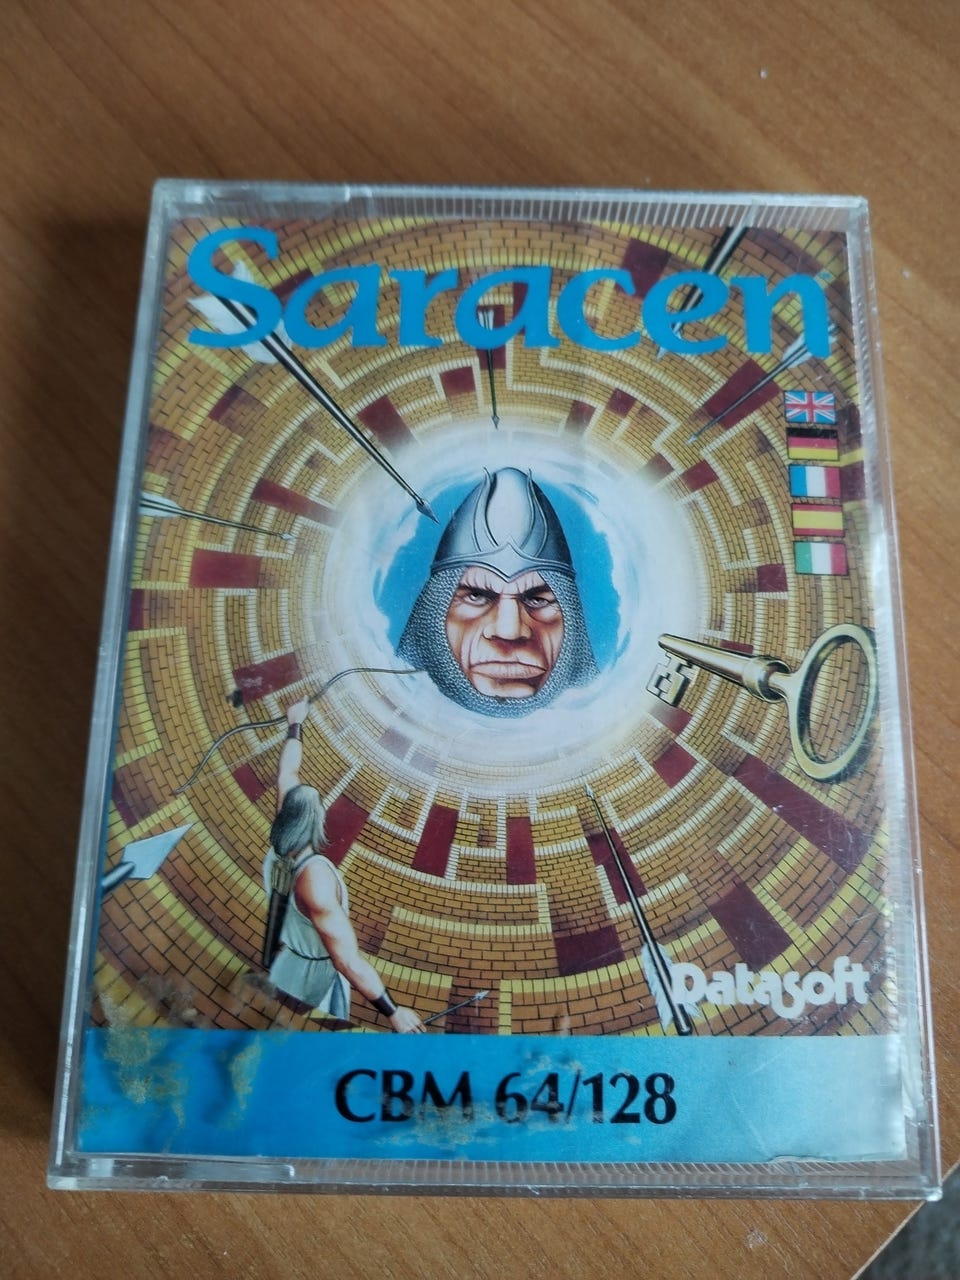 Saracen
Datasoft®
CBM 64/128